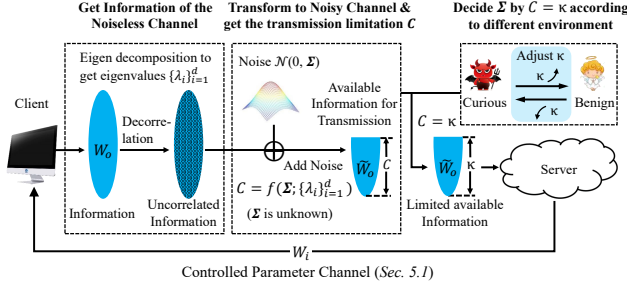 Get Information of the
Noiseless Channel
Transform to Noisy Channel &
get the transmission limitation C
Decide Σ by C = κ according
to different environment
Eigen decomposition to
get eigenvalues {λᵢ}ᵈᵢ₌₁
Client
Decorre-
lation
W₀
Information
Uncorrelated
Information
Noise 𝒩(0, Σ)
Available
Information for
Transmission
Add Noise
W̃₀
C
C = f(Σ; {λᵢ}ᵈᵢ₌₁)
(Σ is unknown)
Adjust κ
κ
κ
Curious
Benign
C = κ
W̃₀
κ
Limited available
Information
Server
Wᵢ
Controlled Parameter Channel (Sec. 5.1)